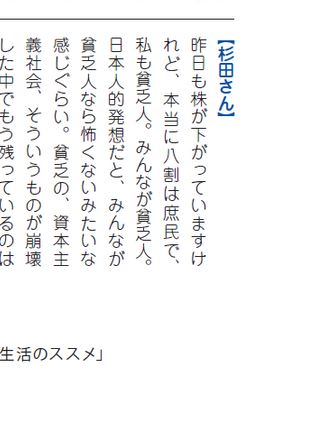 【杉田さん】
昨日も株が下がっていますけ
れど、本当に八割は庶民で、
私も貧乏人。みんなが貧乏人。
日本人的発想だと、みんなが
貧乏人なら怖くないみたいな
感じぐらい。貧乏の、資本主
義社会、そういうものが崩壊
した中でもう残っているのは
生活のススメ」